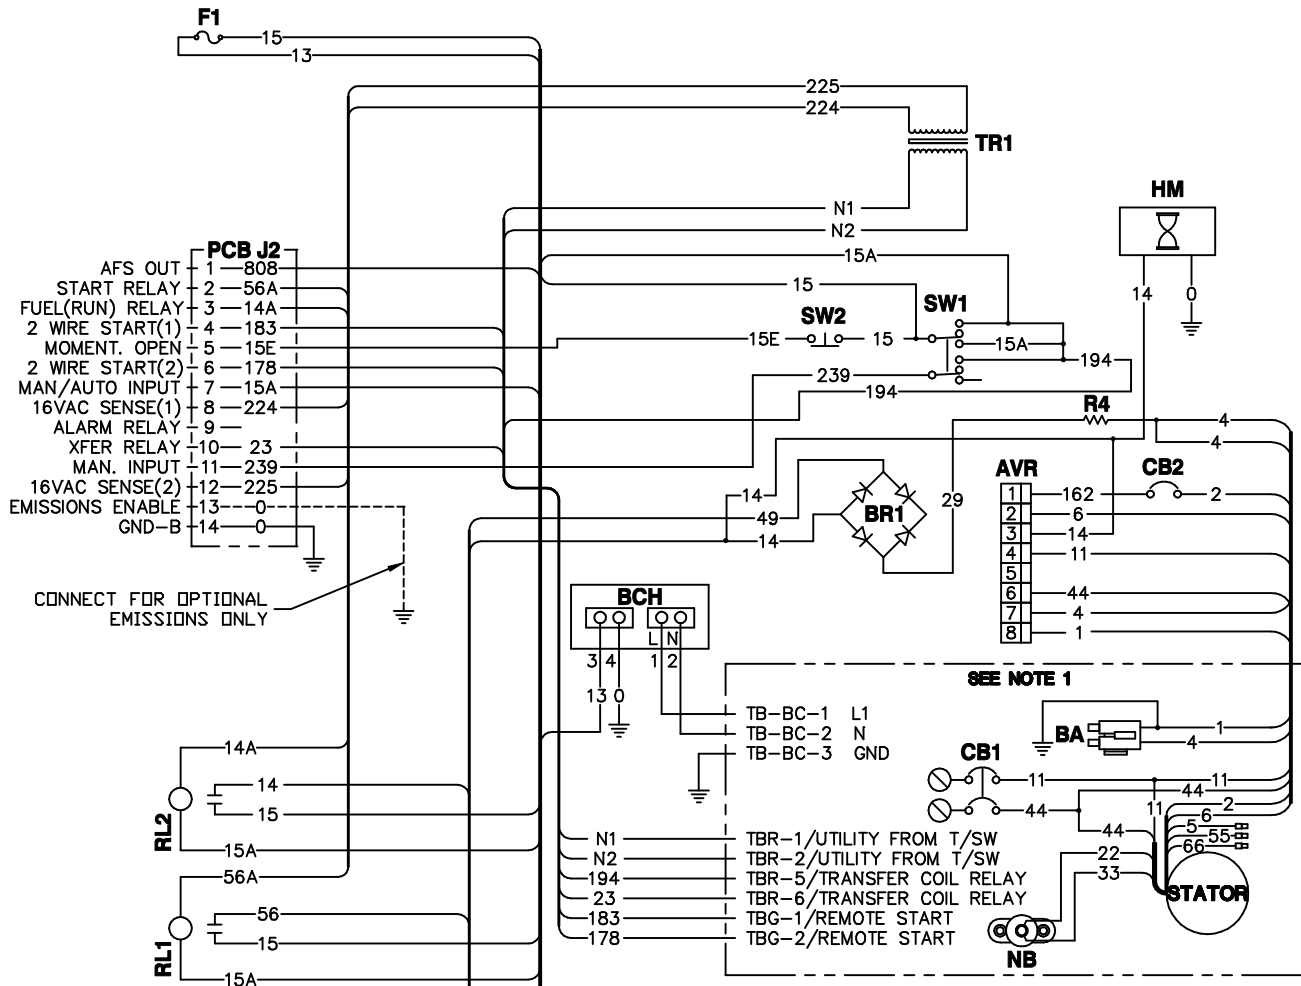 F1
15
13
225
224
TR1
N1
N2
HM
14
0
PCB J2
AFS OUT 1 808
START RELAY 2 56A
FUEL(RUN) RELAY 3 14A
2 WIRE START(1) 4 183
MOMENT. OPEN 5 15E
2 WIRE START(2) 6 178
MAN/AUTO INPUT 7 15A
16VAC SENSE(1) 8 224
ALARM RELAY 9
XFER RELAY 10 23
MAN. INPUT 11 239
16VAC SENSE(2) 12 225
EMISSIONS ENABLE 13 0
GND-B 14 0
CONNECT FOR OPTIONAL
EMISSIONS ONLY
15A
15
SW1
SW2
15E
15
15A
194
239
194
R4
4
4
14
49
14
BR1
29
AVR
CB2
1 162 2
2 6
3 14
4 11
5
6 44
7 4
8 1
BCH
L N
3 4 1 2
13 0
SEE NOTE 1
TB-BC-1 L1
TB-BC-2 N
TB-BC-3 GND
BA
1
4
CB1
11 11
44
44
11
2
6
44
5
55
66
22
33
STATOR
NB
14A
14
15
RL2
15A
56A
56
15
RL1
15A
N1 TBR-1/UTILITY FROM T/SW
N2 TBR-2/UTILITY FROM T/SW
194 TBR-5/TRANSFER COIL RELAY
23 TBR-6/TRANSFER COIL RELAY
183 TBG-1/REMOTE START
178 TBG-2/REMOTE START